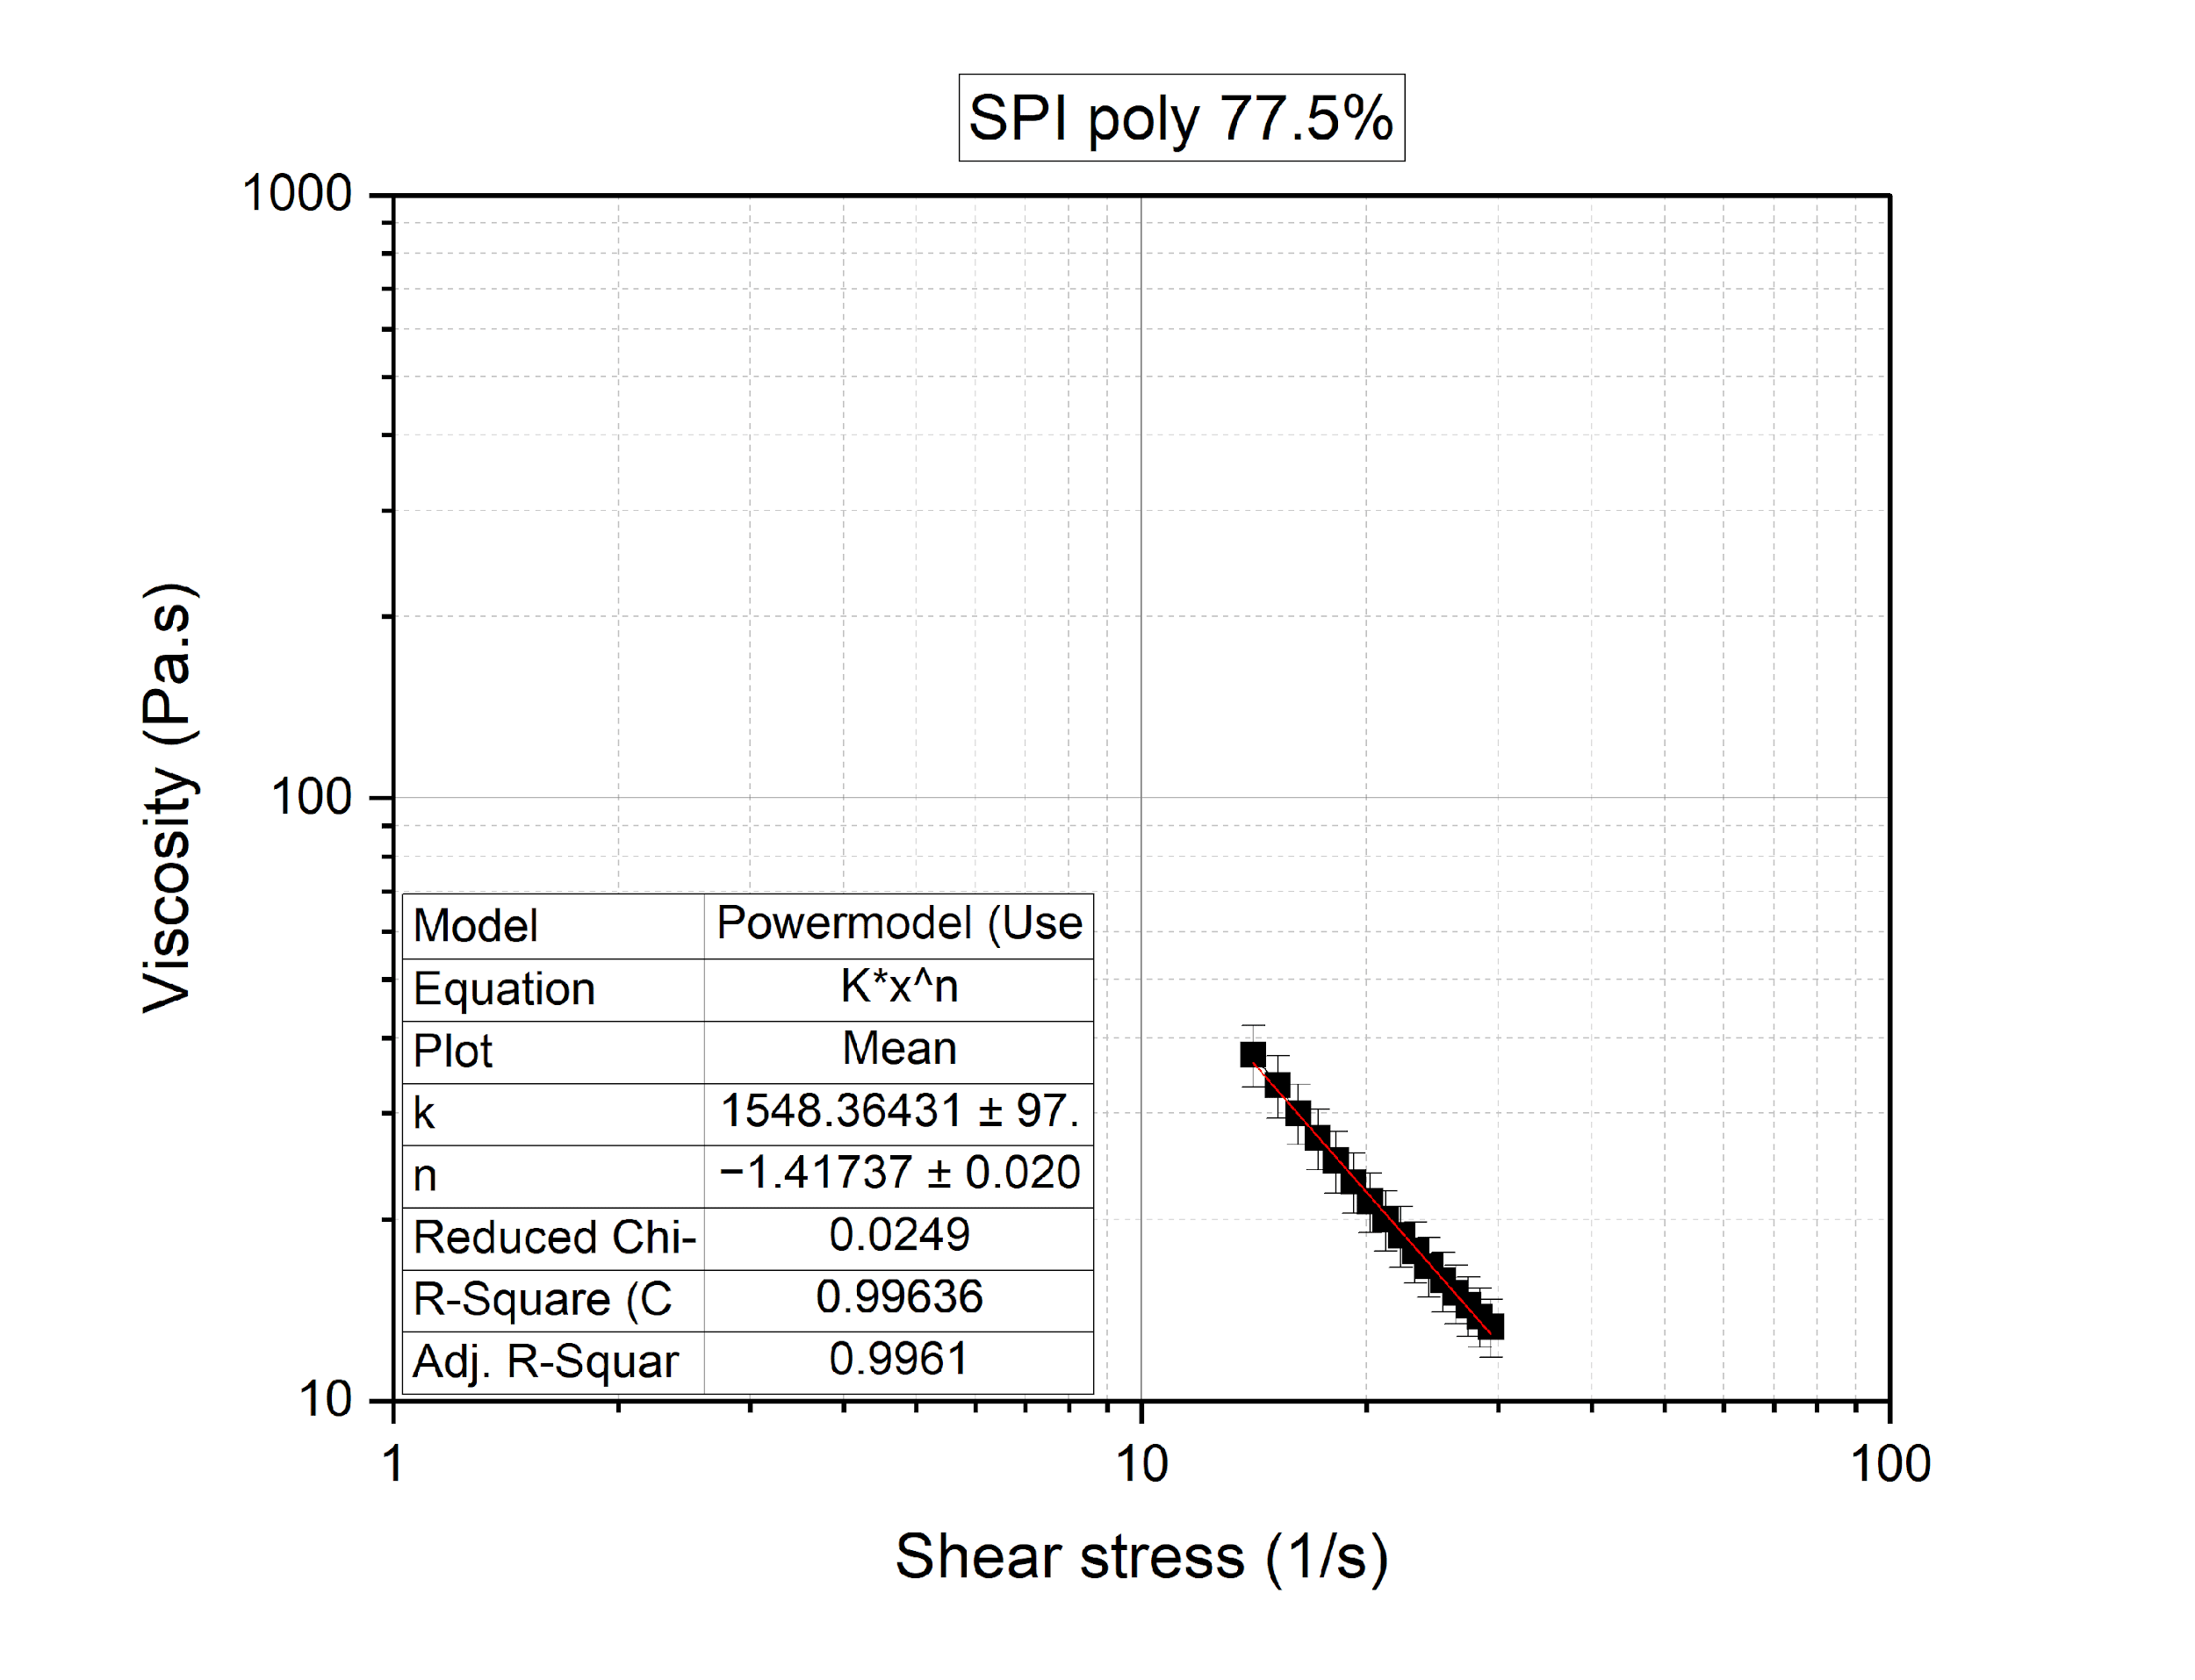 SPI poly 77.5%
1000
100
10
Viscosity (Pa.s)
Model Powermodel (Use
Equation K*x^n
Plot Mean
k 1548.36431 ± 97.
n −1.41737 ± 0.020
Reduced Chi- 0.0249
R-Square (C 0.99636
Adj. R-Squar 0.9961
1 10 100
Shear stress (1/s)